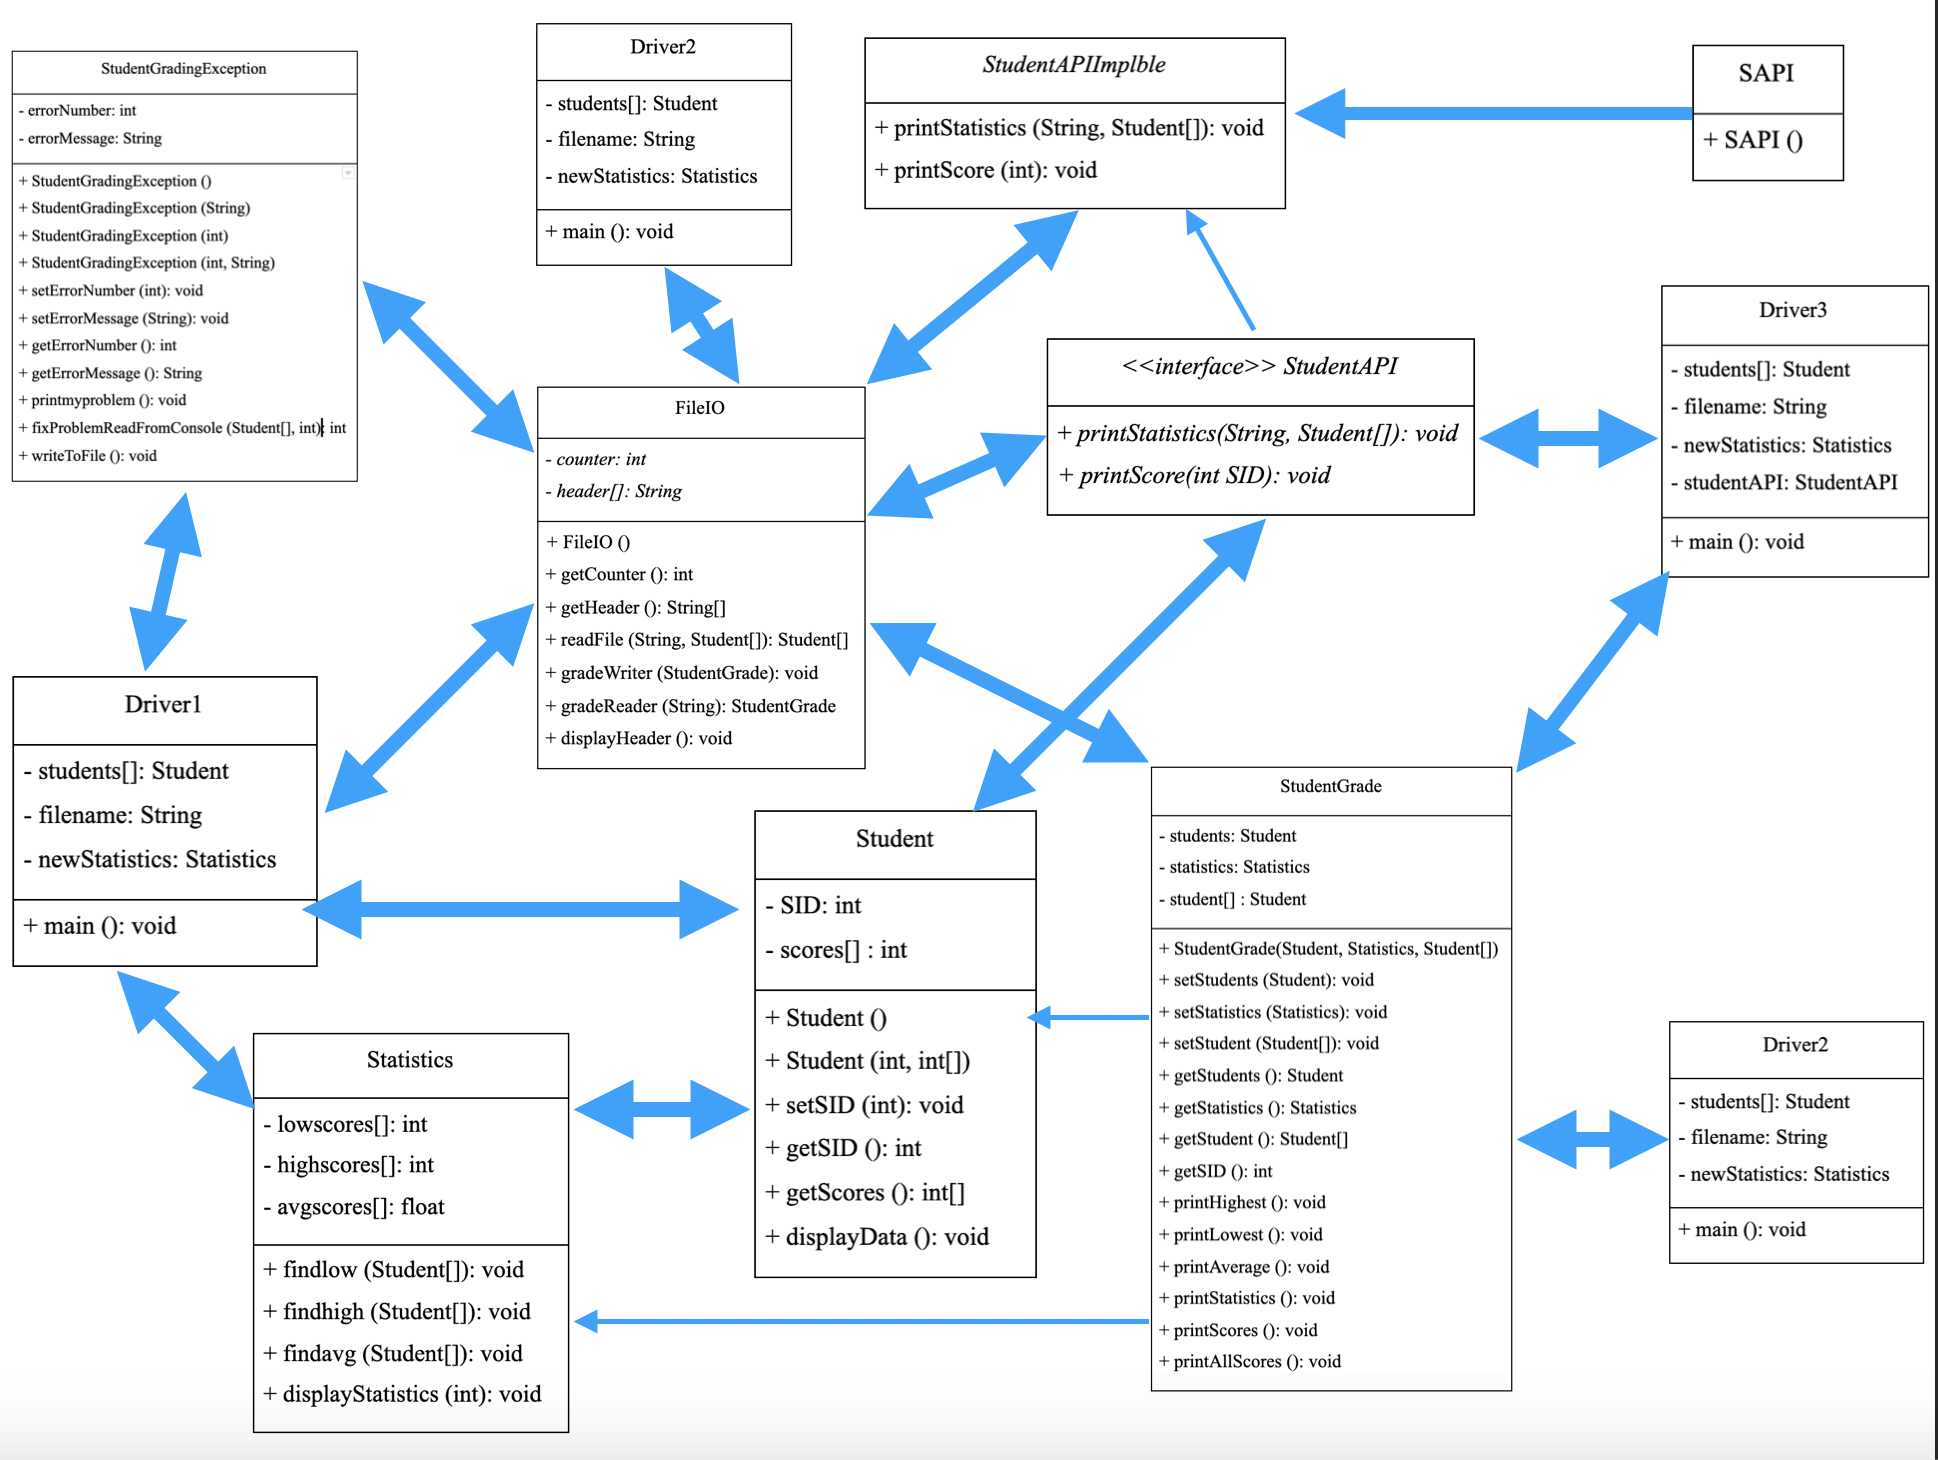 StudentGradingException
- errorNumber: int
- errorMessage: String
+ StudentGradingException ()
+ StudentGradingException (String)
+ StudentGradingException (int)
+ StudentGradingException (int, String)
+ setErrorNumber (int): void
+ setErrorMessage (String): void
+ getErrorNumber (): int
+ getErrorMessage (): String
+ printmyproblem (): void
+ fixProblemReadFromConsole (Student[], int): int
+ writeToFile (): void
Driver2
- students[]: Student
- filename: String
- newStatistics: Statistics
+ main (): void
StudentAPIImplble
+ printStatistics (String, Student[]): void
+ printScore (int): void
SAPI
+ SAPI ()
FileIO
- counter: int
- header[]: String
+ FileIO ()
+ getCounter (): int
+ getHeader (): String[]
+ readFile (String, Student[]): Student[]
+ gradeWriter (StudentGrade): void
+ gradeReader (String): StudentGrade
+ displayHeader (): void
<<interface>> StudentAPI
+ printStatistics(String, Student[]): void
+ printScore(int SID): void
Driver3
- students[]: Student
- filename: String
- newStatistics: Statistics
- studentAPI: StudentAPI
+ main (): void
Driver1
- students[]: Student
- filename: String
- newStatistics: Statistics
+ main (): void
Student
- SID: int
- scores[] : int
+ Student ()
+ Student (int, int[])
+ setSID (int): void
+ getSID (): int
+ getScores (): int[]
+ displayData (): void
StudentGrade
- students: Student
- statistics: Statistics
- student[] : Student
+ StudentGrade(Student, Statistics, Student[])
+ setStudents (Student): void
+ setStatistics (Statistics): void
+ setStudent (Student[]): void
+ getStudents (): Student
+ getStatistics (): Statistics
+ getStudent (): Student[]
+ getSID (): int
+ printHighest (): void
+ printLowest (): void
+ printAverage (): void
+ printStatistics (): void
+ printScores (): void
+ printAllScores (): void
Statistics
- lowscores[]: int
- highscores[]: int
- avgscores[]: float
+ findlow (Student[]): void
+ findhigh (Student[]): void
+ findavg (Student[]): void
+ displayStatistics (int): void
Driver2
- students[]: Student
- filename: String
- newStatistics: Statistics
+ main (): void